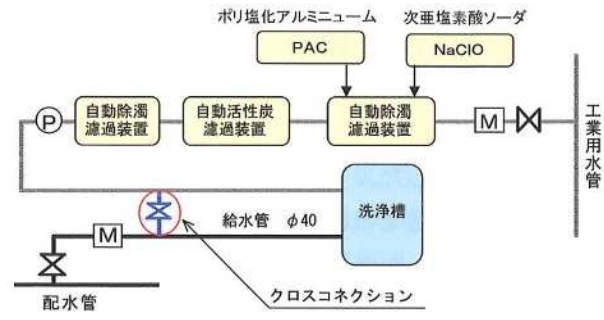 ポリ塩化アルミニューム
次亜塩素酸ソーダ
PAC
NaClO
P
自動除濁
濾過装置
自動活性炭
濾過装置
自動除濁
濾過装置
M
工業用水管
給水管 φ40
洗浄槽
M
クロスコネクション
配水管